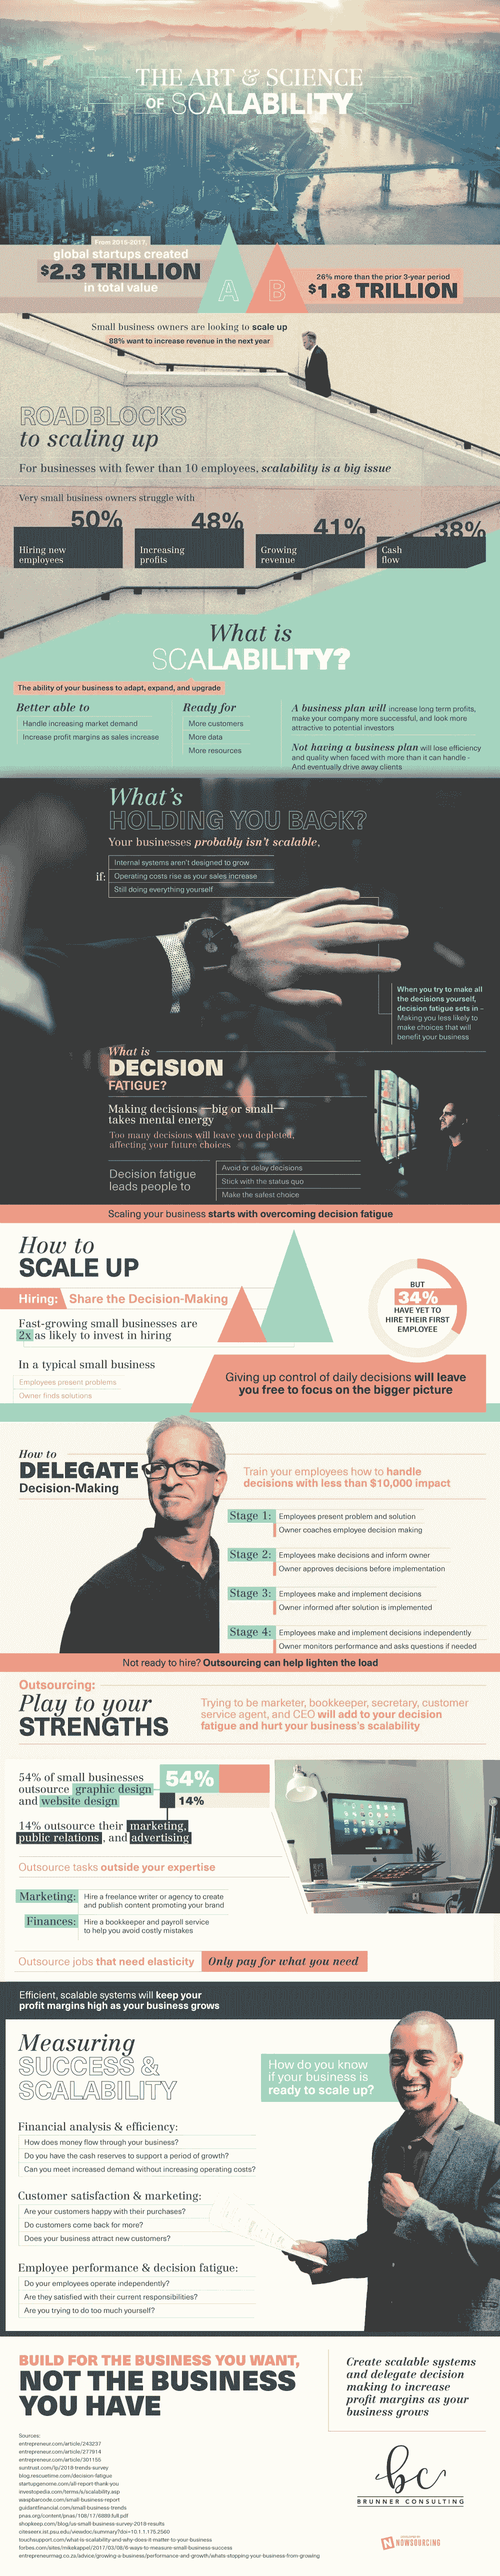 THE ART & SCIENCE
OF SCALABILITY
From 2015-2017,
global startups created
$2.3 TRILLION
in total value
A
B
26% more than the prior 3-year period
$1.8 TRILLION
Small business owners are looking to scale up
88% want to increase revenue in the next year
ROADBLOCKS
to scaling up
For businesses with fewer than 10 employees, scalability is a big issue
Very small business owners struggle with
50%
Hiring new
employees
48%
Increasing
profits
41%
Growing
revenue
38%
Cash
flow
What is
SCALABILITY?
The ability of your business to adapt, expand, and upgrade
Better able to
Handle increasing market demand
Increase profit margins as sales increase
Ready for
More customers
More data
More resources
A business plan will increase long term profits,
make your company more successful, and look more
attractive to potential investors
Not having a business plan will lose efficiency
and quality when faced with more than it can handle -
And eventually drive away clients
What's
HOLDING YOU BACK?
Your businesses probably isn't scalable,
if:
Internal systems aren't designed to grow
Operating costs rise as your sales increase
Still doing everything yourself
When you try to make all
the decisions yourself,
decision fatigue sets in -
Making you less likely to
make choices that will
benefit your business
What is
DECISION
FATIGUE?
Making decisions —big or small—
takes mental energy
Too many decisions will leave you depleted,
affecting your future choices
Decision fatigue
leads people to
Avoid or delay decisions
Stick with the status quo
Make the safest choice
Scaling your business starts with overcoming decision fatigue
How to
SCALE UP
Hiring: Share the Decision-Making
Fast-growing small businesses are
2x as likely to invest in hiring
BUT
34%
HAVE YET TO
HIRE THEIR FIRST
EMPLOYEE
In a typical small business
Employees present problems
Owner finds solutions
Giving up control of daily decisions will leave
you free to focus on the bigger picture
How to
DELEGATE
Decision-Making
Train your employees how to handle
decisions with less than $10,000 impact
Stage 1: Employees present problem and solution
Owner coaches employee decision making
Stage 2: Employees make decisions and inform owner
Owner approves decisions before implementation
Stage 3: Employees make and implement decisions
Owner informed after solution is implemented
Stage 4: Employees make and implement decisions independently
Owner monitors performance and asks questions if needed
Not ready to hire? Outsourcing can help lighten the load
Outsourcing:
Play to your
STRENGTHS
Trying to be marketer, bookkeeper, secretary, customer
service agent, and CEO will add to your decision
fatigue and hurt your business's scalability
54% of small businesses
outsource graphic design
and website design
54%
14%
14% outsource their marketing,
public relations, and advertising
Outsource tasks outside your expertise
Marketing: Hire a freelance writer or agency to create
and publish content promoting your brand
Finances: Hire a bookkeeper and payroll service
to help you avoid costly mistakes
Outsource jobs that need elasticity Only pay for what you need
Efficient, scalable systems will keep your
profit margins high as your business grows
Measuring
SUCCESS &
SCALABILITY
How do you know
if your business is
ready to scale up?
Financial analysis & efficiency:
How does money flow through your business?
Do you have the cash reserves to support a period of growth?
Can you meet increased demand without increasing operating costs?
Customer satisfaction & marketing:
Are your customers happy with their purchases?
Do customers come back for more?
Does your business attract new customers?
Employee performance & decision fatigue:
Do your employees operate independently?
Are they satisfied with their current responsibilities?
Are you trying to do too much yourself?
BUILD FOR THE BUSINESS YOU WANT,
NOT THE BUSINESS
YOU HAVE
Create scalable systems
and delegate decision
making to increase
profit margins as your
business grows
Sources:
entrepreneur.com/article/243237
entrepreneur.com/article/277914
entrepreneur.com/article/301155
suntrust.com/lp/2018-trends-survey
blog.rescuetime.com/decision-fatigue
startupgenome.com/all-report-thank-you
investopedia.com/terms/s/scalability.asp
waspbarcode.com/small-business-report
guidantfinancial.com/small-business-trends
pnas.org/content/pnas/108/17/6889.full.pdf
shopkeep.com/blog/us-small-business-survey-2018-results
citeseerx.ist.psu.edu/viewdoc/summary?doi=10.1.1.175.2560
touchsupport.com/what-is-scalability-and-why-does-it-matter-to-your-business
forbes.com/sites/mikekappel/2017/03/08/6-ways-to-measure-small-business-success
entrepreneurmag.co.za/advice/growing-a-business/performance-and-growth/whats-stopping-your-business-from-growing
bc
BRUNNER CONSULTING
NOWSOURCING